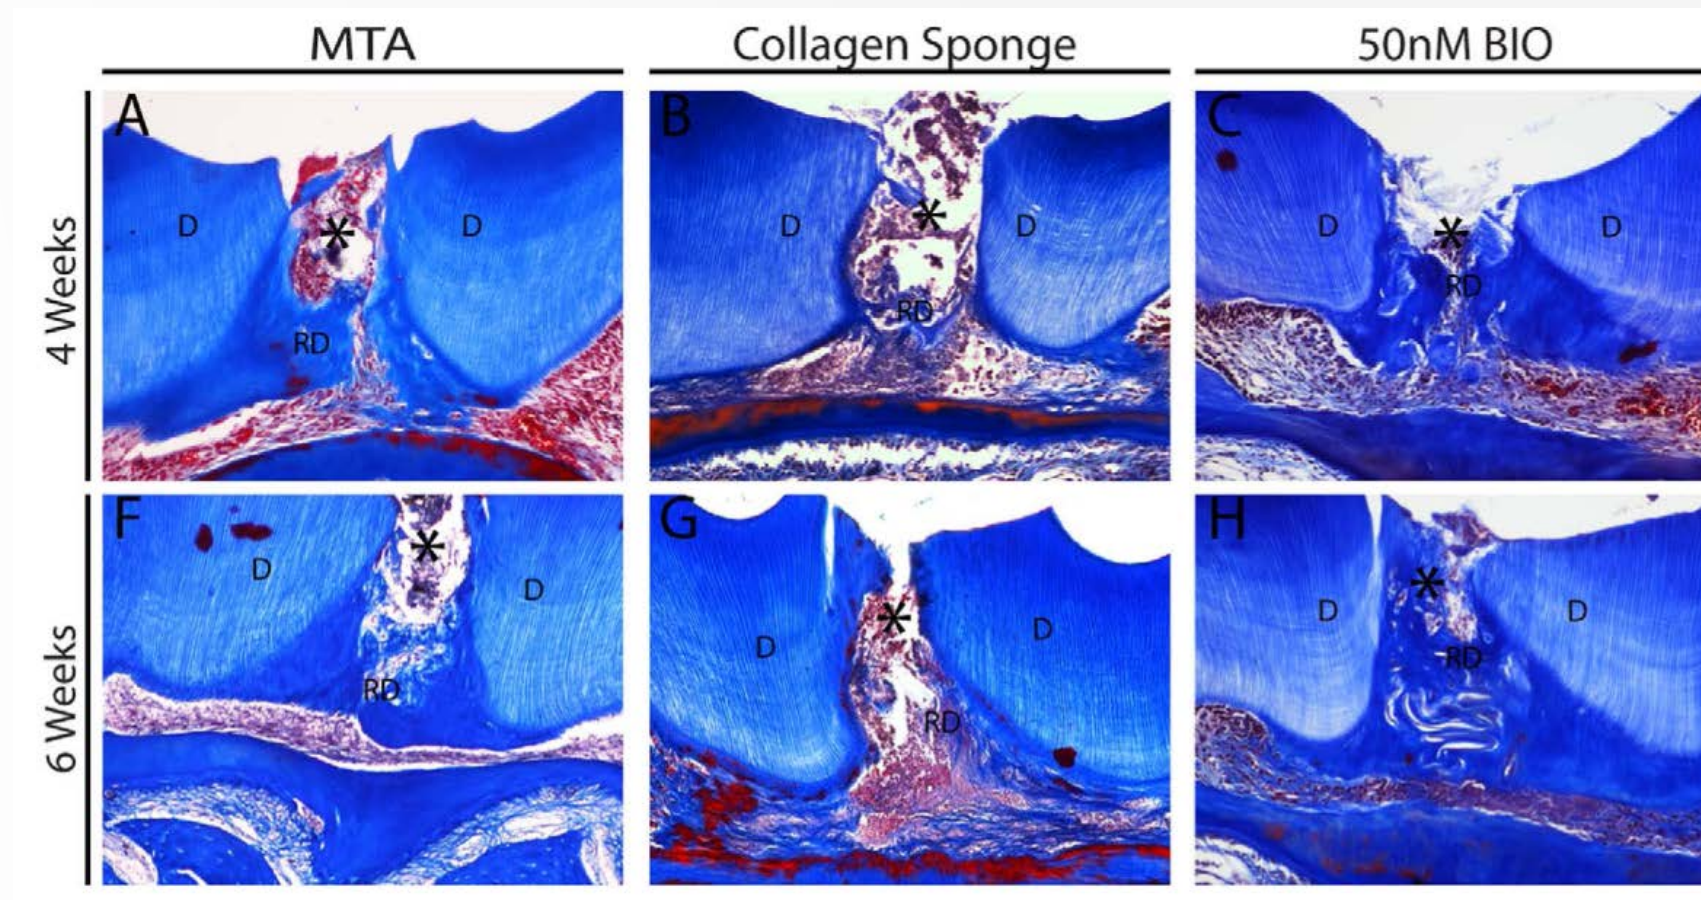 MTA Collagen Sponge 50nM BIO
4 Weeks
A B C
D * D D * D D * D
RD RD RD
6 Weeks
F G H
D * D D * D D * D
RD RD RD